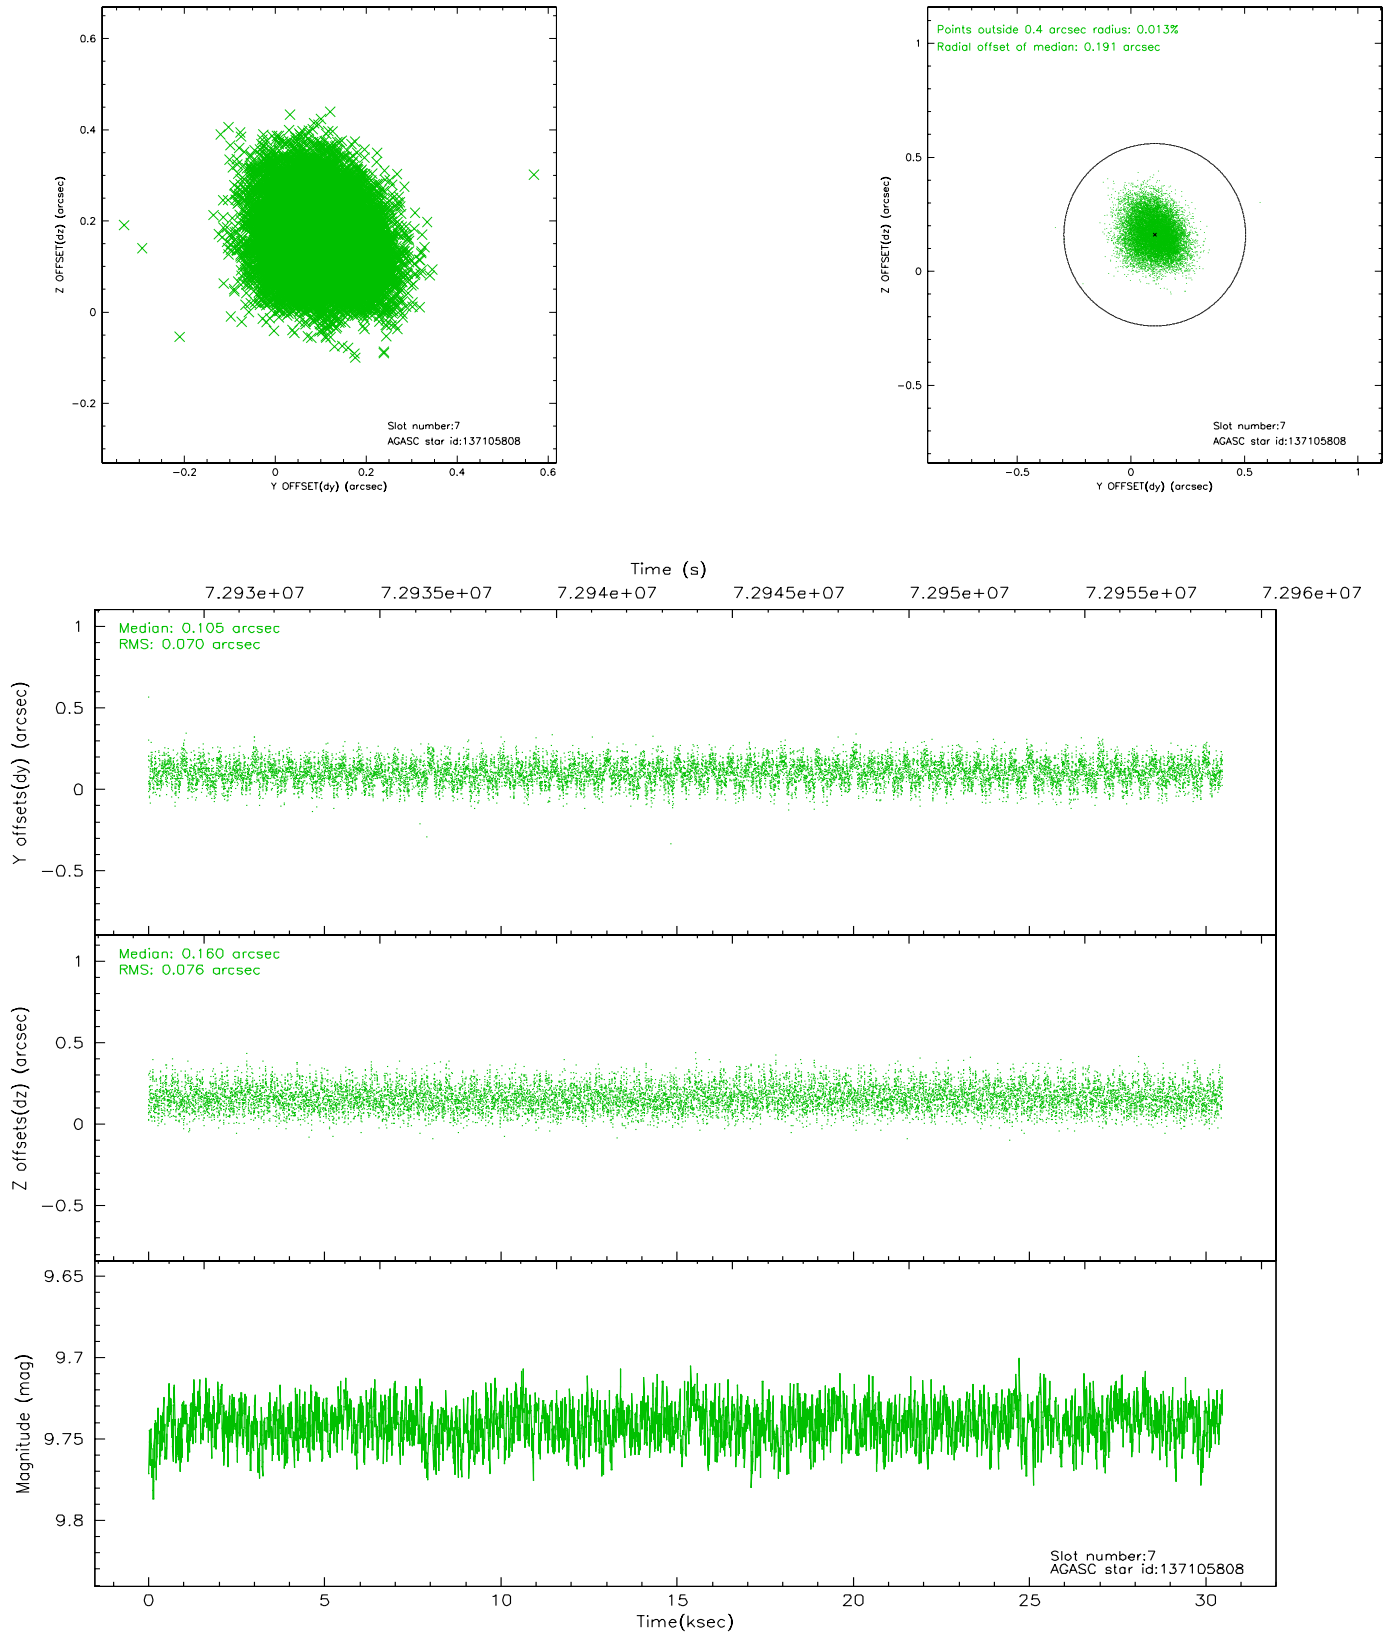 0.6
0.4
0.2
0
−0.2
Z OFFSET(dz) (arcsec)
Slot number:7
AGASC star id:137105808
−0.2 0 0.2 0.4 0.6
Y OFFSET(dy) (arcsec)
Points outside 0.4 arcsec radius: 0.013%
Radial offset of median: 0.191 arcsec
1
0.5
0
−0.5
Z OFFSET(dz) (arcsec)
Slot number:7
AGASC star id:137105808
−0.5 0 0.5 1
Y OFFSET(dy) (arcsec)
Time (s)
7.293e+07 7.2935e+07 7.294e+07 7.2945e+07 7.295e+07 7.2955e+07 7.296e+07
Median: 0.105 arcsec
RMS: 0.070 arcsec
1
0.5
0
−0.5
Y offsets(dy) (arcsec)
Median: 0.160 arcsec
RMS: 0.076 arcsec
1
0.5
0
−0.5
Z offsets(dz) (arcsec)
9.65
9.7
9.75
9.8
Magnitude (mag)
Slot number:7
AGASC star id:137105808
0 5 10 15 20 25 30
Time(ksec)